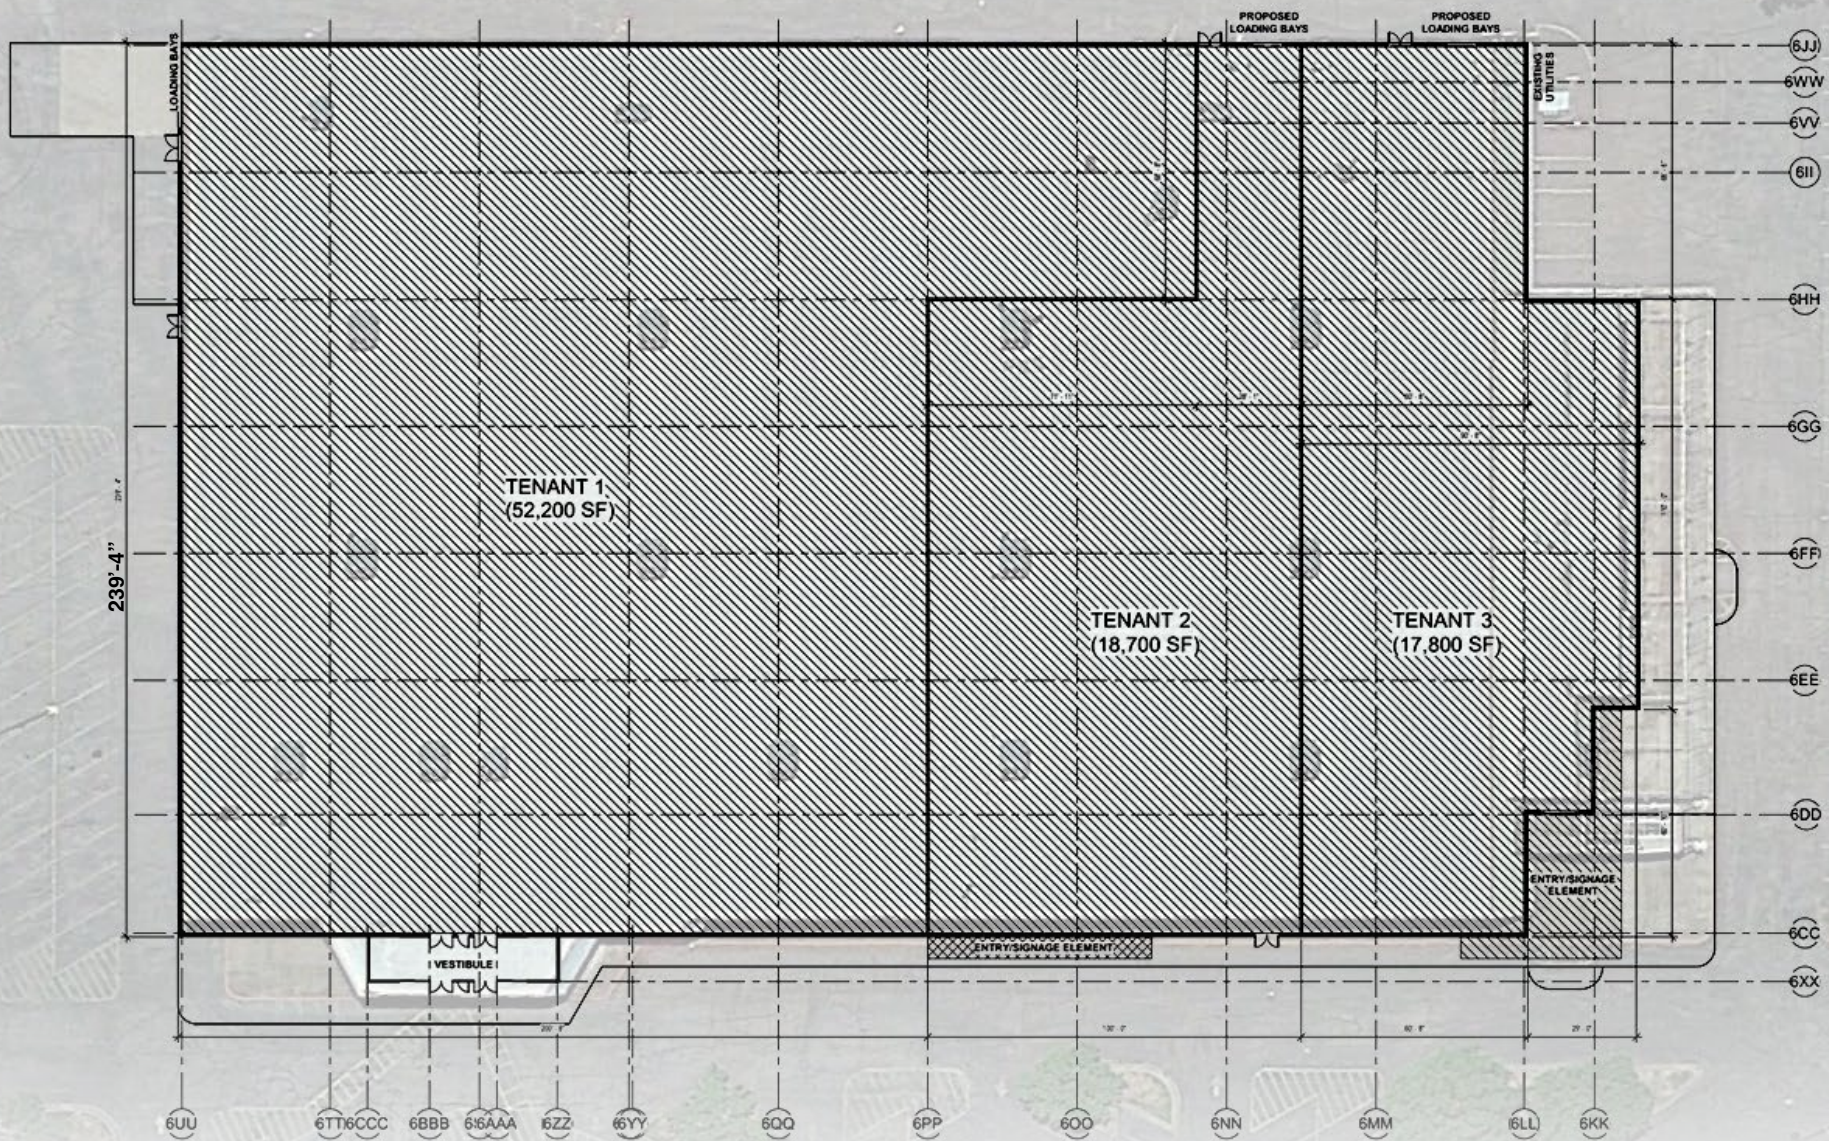 PROPOSED
LOADING BAYS
PROPOSED
LOADING BAYS
LOADING BAYS
EXISTING
UTILITIES
6JJ
6WW
6VV
6II
6HH
6GG
TENANT 1
(52,200 SF)
239'-4"
6FF
TENANT 2
(18,700 SF)
TENANT 3
(17,800 SF)
6EE
6DD
ENTRY/SIGNAGE
ELEMENT
6CC
ENTRY/SIGNAGE ELEMENT
VESTIBULE
6XX
100' - 0"
6UU
6TT
6CCC
6BBB
6AAA
6ZZ
6YY
6QQ
6PP
6OO
6NN
6MM
6LL
6KK